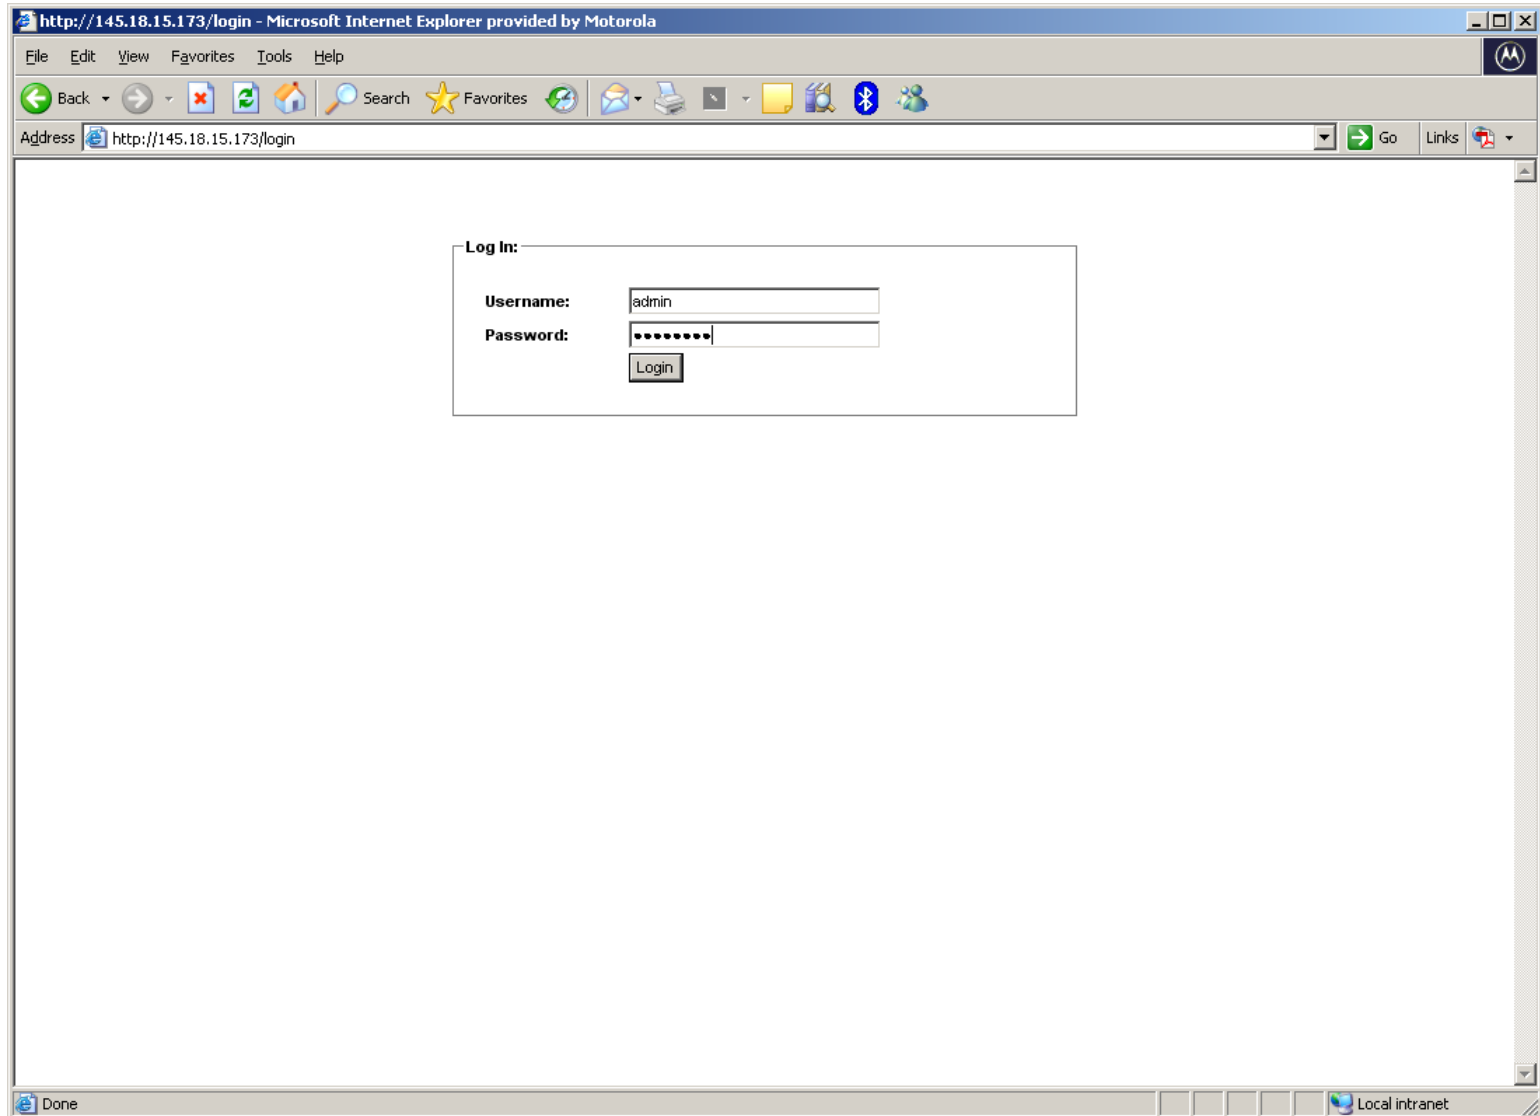 http://145.18.15.173/login - Microsoft Internet Explorer provided by Motorola
File Edit View Favorites Tools Help
Back Search Favorites
Address http://145.18.15.173/login Go Links
Log In:
Username: admin
Password: ••••••••
Login
Done Local intranet